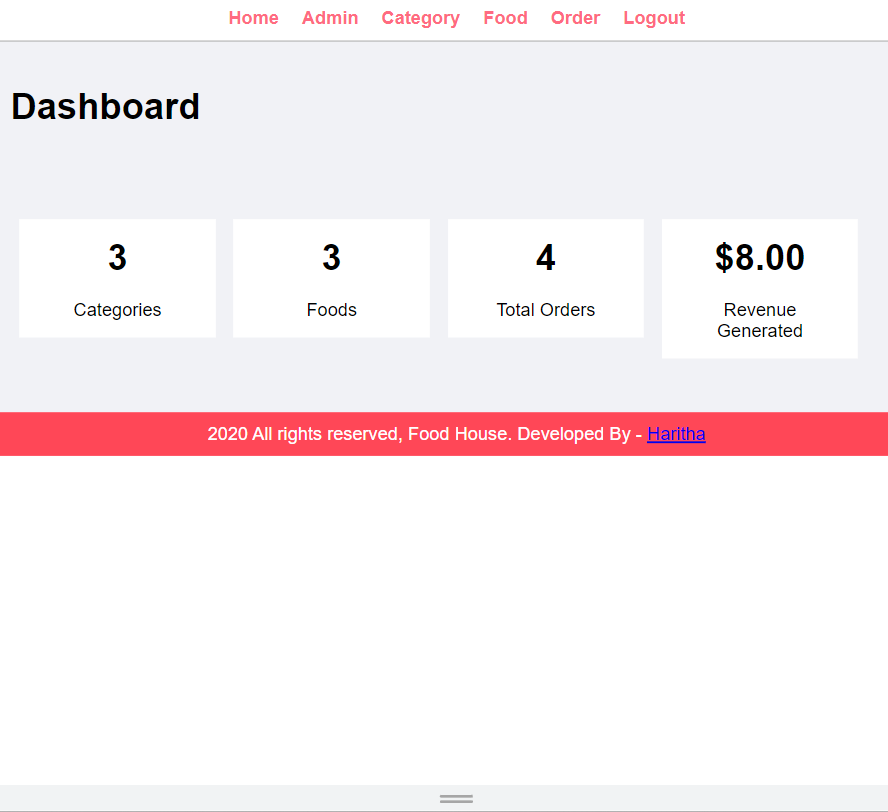 Home Admin Category Food Order Logout
Dashboard
3 3 4 $8.00
Categories Foods Total Orders Revenue
Generated
2020 All rights reserved, Food House. Developed By - Haritha